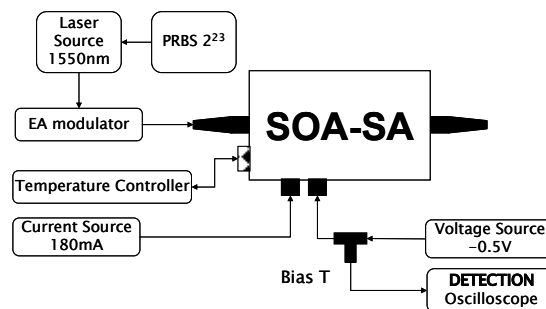 Laser
Source
1550nm
PRBS 2²³
EA modulator
SOA-SA
Temperature Controller
Current Source
180mA
Bias T
Voltage Source
−0.5V
DETECTION
Oscilloscope